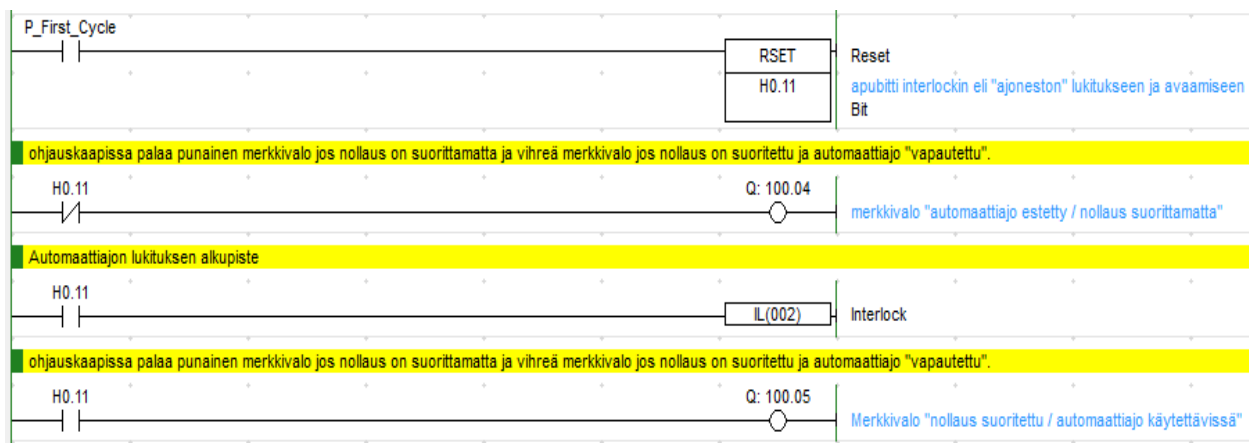 P_First_Cycle
RSET Reset
H0.11 apubitti interlockin eli "ajoneston" lukitukseen ja avaamiseen
Bit
ohjauskaapissa palaa punainen merkkivalo jos nollaus on suorittamatta ja vihreä merkkivalo jos nollaus on suoritettu ja automaattiajo "vapautettu".
H0.11 Q: 100.04
merkkivalo "automaattiajo estetty / nollaus suorittamatta"
Automaattiajon lukituksen alkupiste
H0.11
IL(002) Interlock
ohjauskaapissa palaa punainen merkkivalo jos nollaus on suorittamatta ja vihreä merkkivalo jos nollaus on suoritettu ja automaattiajo "vapautettu".
H0.11 Q: 100.05
Merkkivalo "nollaus suoritettu / automaattiajo käytettävissä"